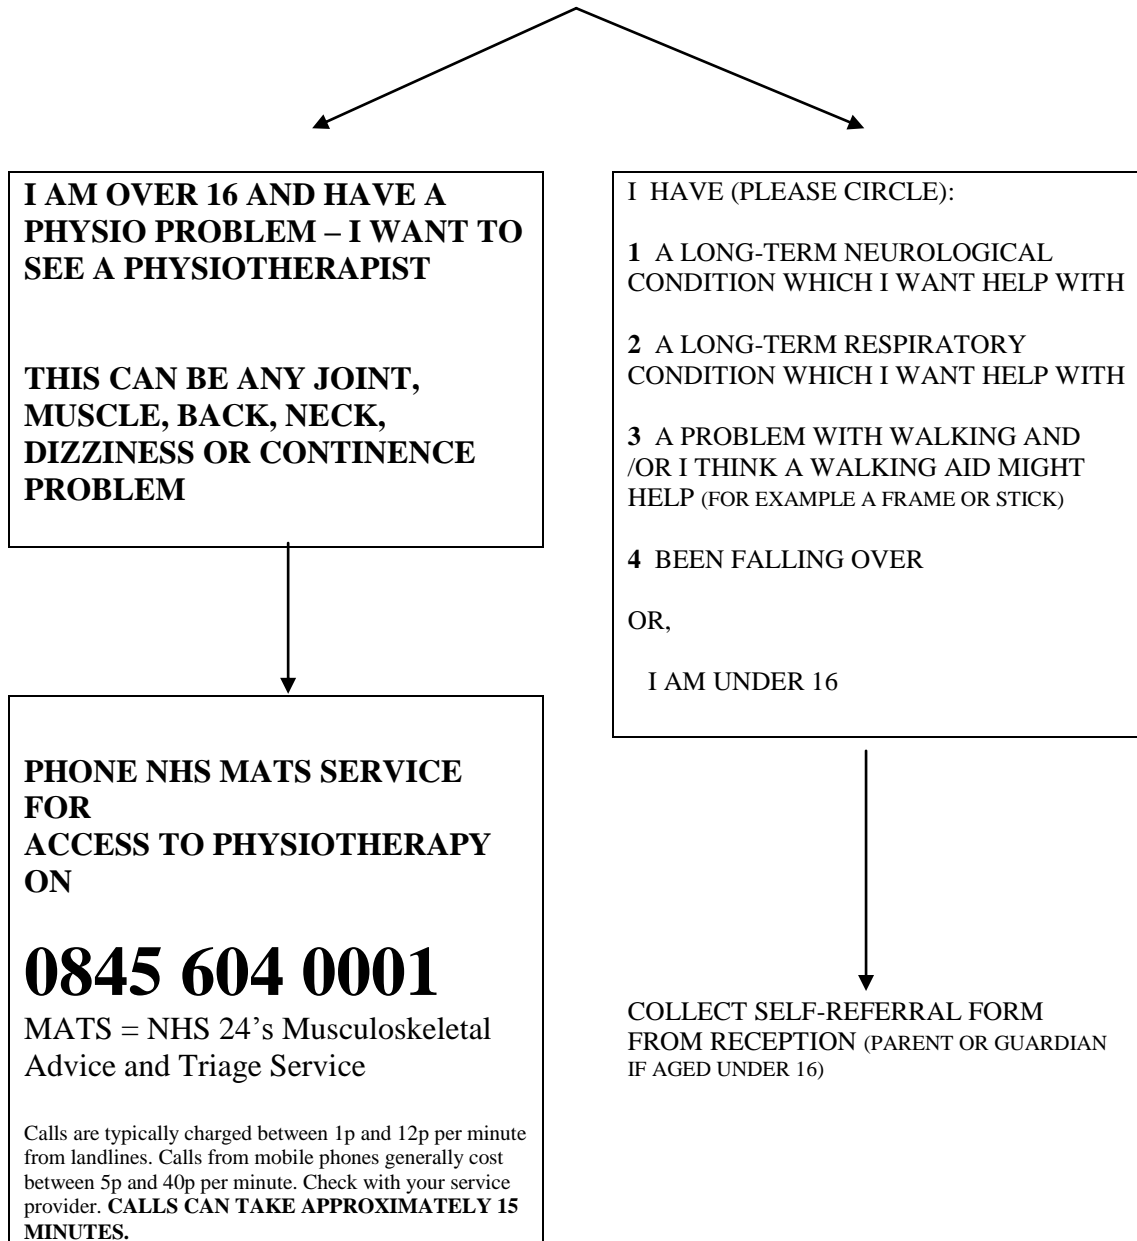 I AM OVER 16 AND HAVE A
PHYSIO PROBLEM – I WANT TO
SEE A PHYSIOTHERAPIST
THIS CAN BE ANY JOINT,
MUSCLE, BACK, NECK,
DIZZINESS OR CONTINENCE
PROBLEM
PHONE NHS MATS SERVICE
FOR
ACCESS TO PHYSIOTHERAPY
ON
0845 604 0001
MATS = NHS 24’s Musculoskeletal
Advice and Triage Service
Calls are typically charged between 1p and 12p per minute
from landlines. Calls from mobile phones generally cost
between 5p and 40p per minute. Check with your service
provider. CALLS CAN TAKE APPROXIMATELY 15
MINUTES.
I HAVE (PLEASE CIRCLE):
1 A LONG-TERM NEUROLOGICAL
CONDITION WHICH I WANT HELP WITH
2 A LONG-TERM RESPIRATORY
CONDITION WHICH I WANT HELP WITH
3 A PROBLEM WITH WALKING AND
/OR I THINK A WALKING AID MIGHT
HELP (FOR EXAMPLE A FRAME OR STICK)
4 BEEN FALLING OVER
OR,
I AM UNDER 16
COLLECT SELF-REFERRAL FORM
FROM RECEPTION (PARENT OR GUARDIAN
IF AGED UNDER 16)